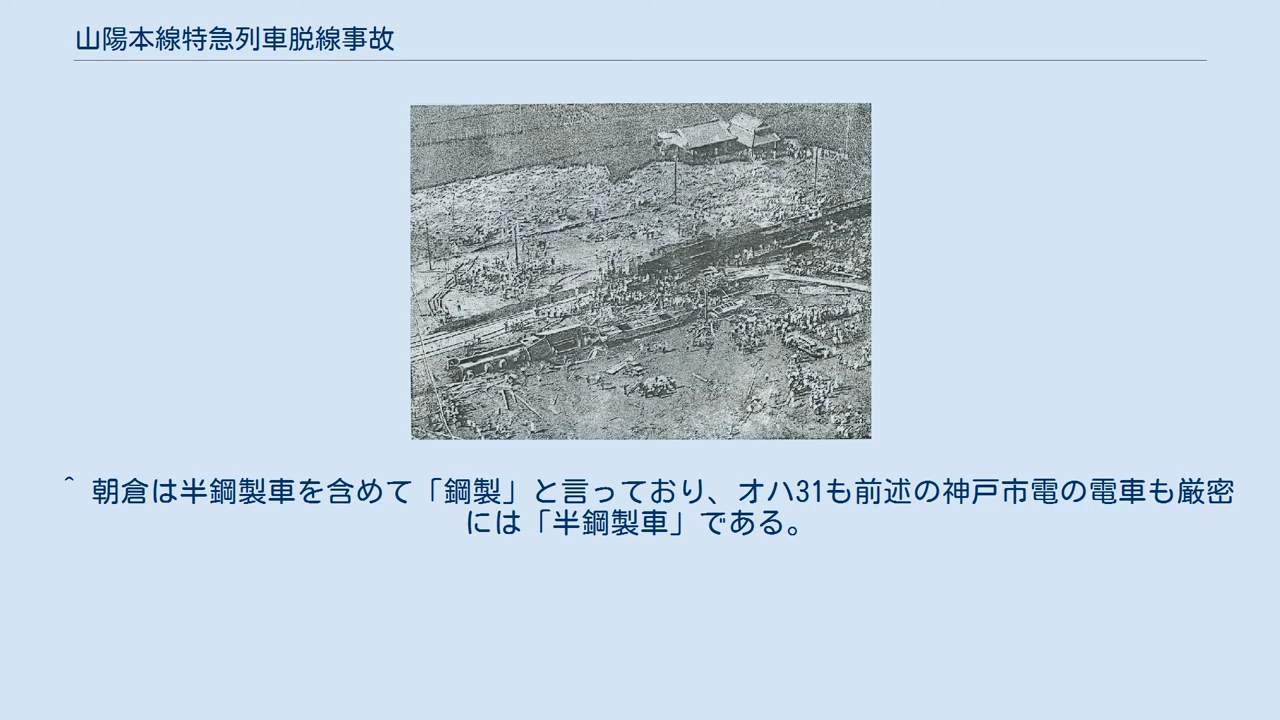 山陽本線特急列車脱線事故
^ 朝倉は半鋼製車を含めて「鋼製」と言っており、オハ31も前述の神戸市電の電車も厳密
には「半鋼製車」である。